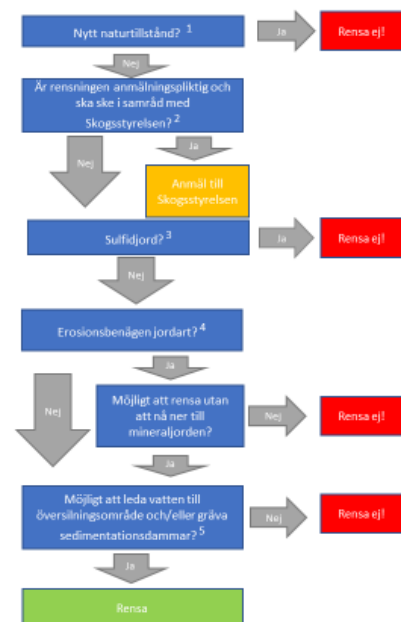 Nytt naturtillstånd? 1
Ja
Rensa ej!
Nej
Är rensningen anmälningspliktig och
ska ske i samråd med
Skogsstyrelsen? 2
Nej
Ja
Anmäl till
Skogsstyrelsen
Sulfidjord? 3
Ja
Rensa ej!
Nej
Erosionsbenägen jordart? 4
Ja
Nej
Möjligt att rensa utan
att nå ner till
mineraljorden?
Nej
Rensa ej!
Ja
Möjligt att leda vatten till
översilningsområde och/eller gräva
sedimentationsdammar? 5
Nej
Rensa ej!
Ja
Rensa